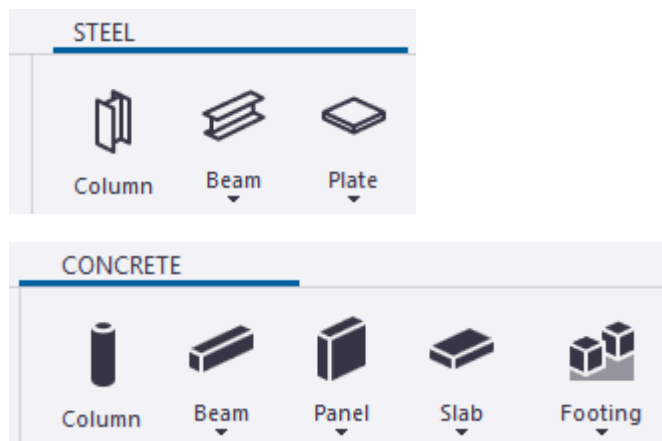 STEEL
Column Beam Plate
CONCRETE
Column Beam Panel Slab Footing